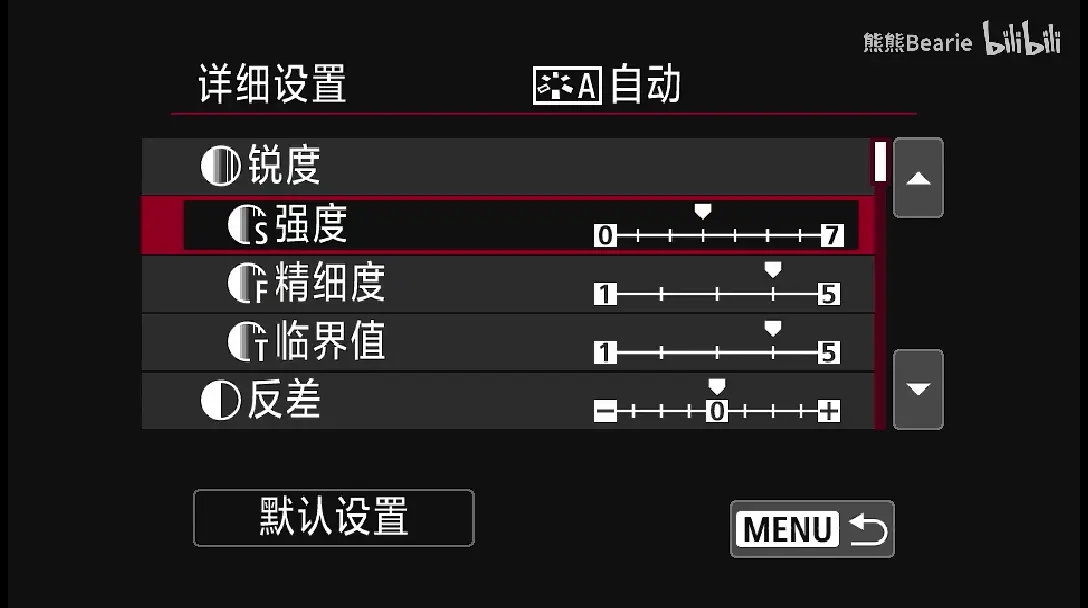 熊熊Bearie bilibili
详细设置 A 自动
锐度
S 强度 0 7
F 精细度 1 5
T 临界值 1 5
反差 − 0 +
默认设置
MENU